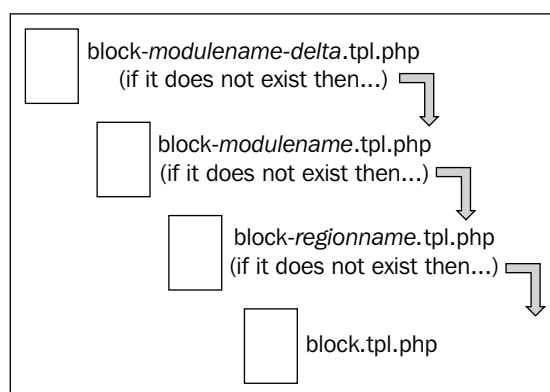 block-modulename-delta.tpl.php
(if it does not exist then...)
block-modulename.tpl.php
(if it does not exist then...)
block-regionname.tpl.php
(if it does not exist then...)
block.tpl.php